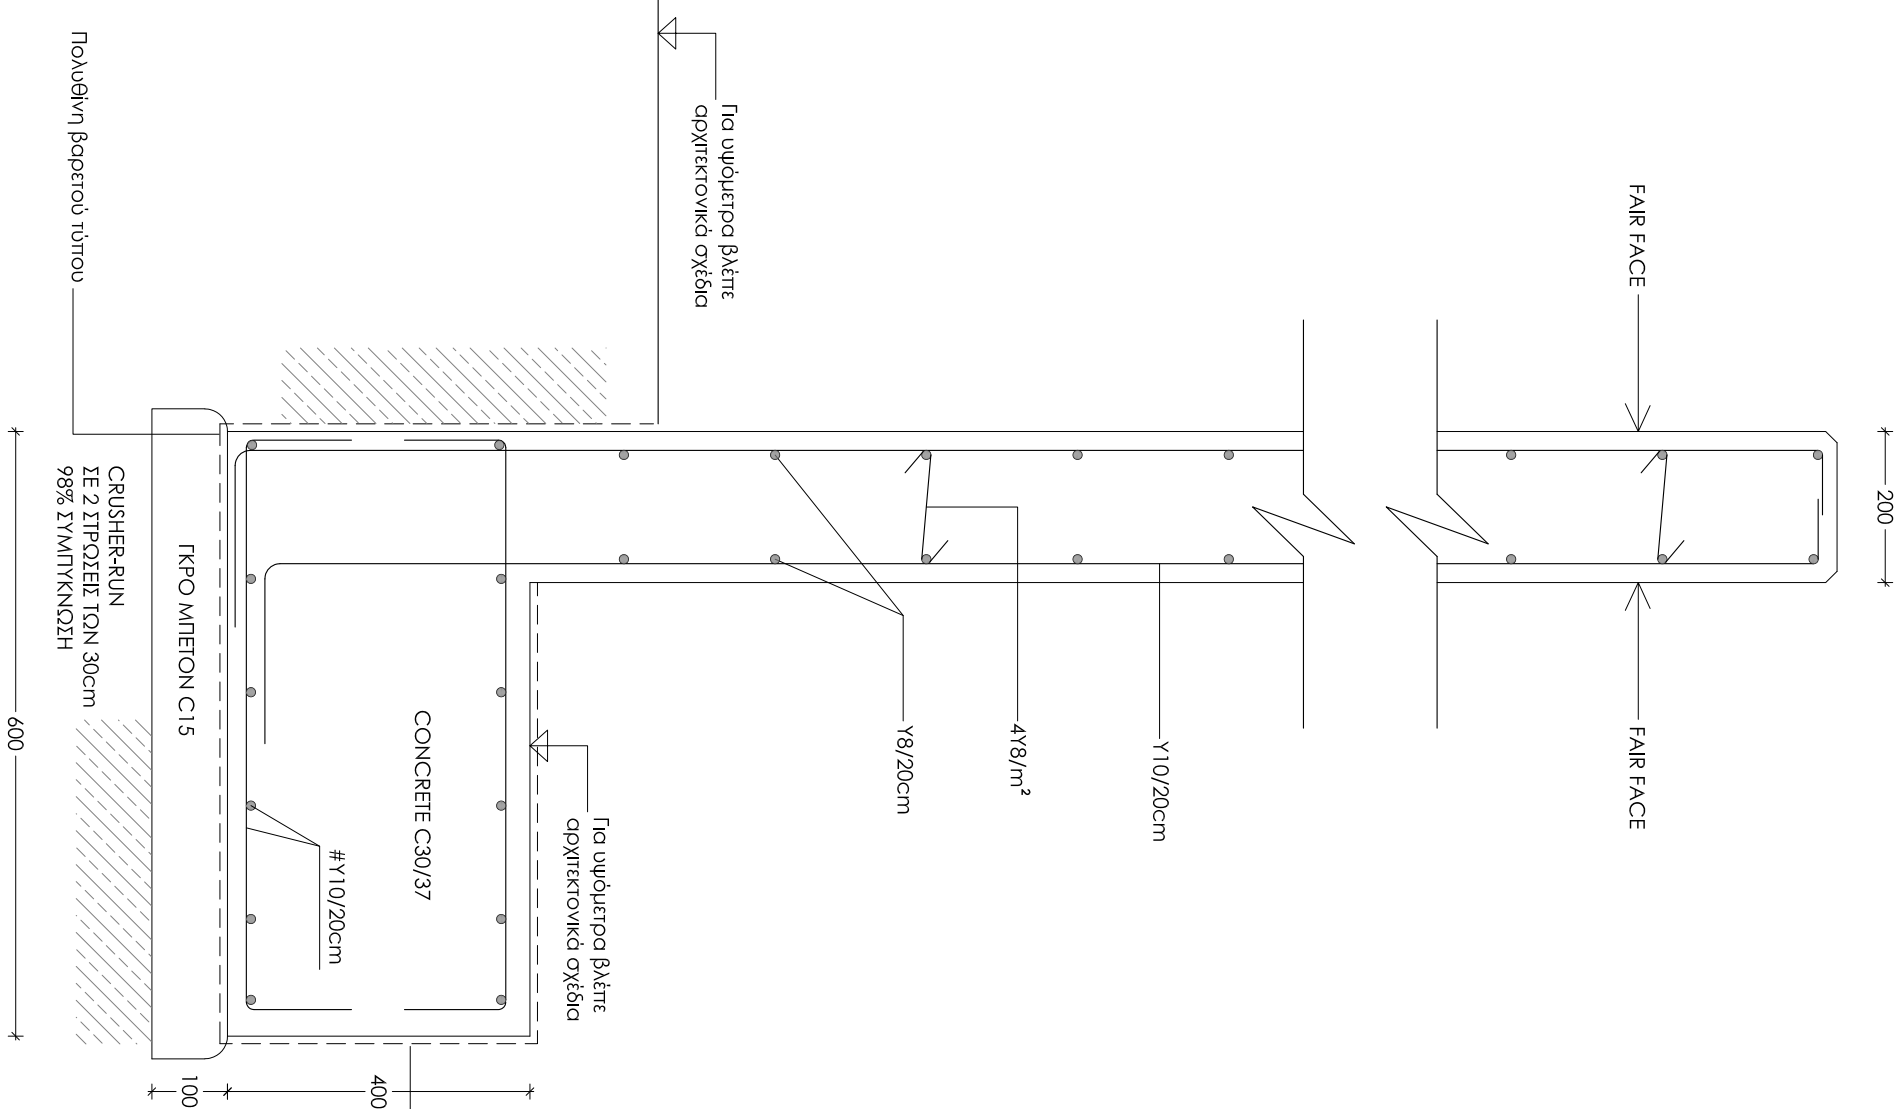 200
FAIR FACE
FAIR FACE
Y10/20cm
4Y8/m²
Y8/20cm
Για υψόμετρα βλέπε
αρχιτεκτονικά σχέδια
Για υψόμετρα βλέπε
αρχιτεκτονικά σχέδια
CONCRETE C30/37
#Y10/20cm
400
100
ΓΚΡΟ ΜΠΕΤΟΝ C15
Πολυθίνη βαρετού τύπου
CRUSHER-RUN
ΣΕ 2 ΣΤΡΩΣΕΙΣ ΤΩΝ 30cm
98% ΣΥΜΠΥΚΝΩΣΗ
600